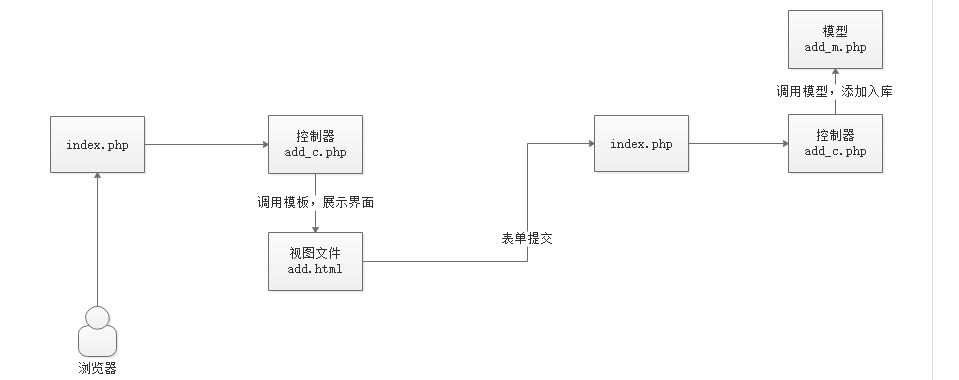 模型
add_m.php
调用模型，添加入库
index.php
控制器
add_c.php
index.php
控制器
add_c.php
调用模板，展示界面
表单提交
视图文件
add.html
浏览器